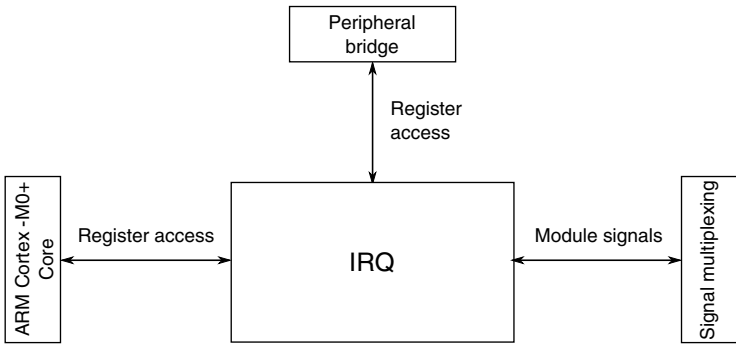 Peripheral
bridge
Register
access
ARM Cortex -M0+
Core
Register access
IRQ
Module signals
Signal multiplexing